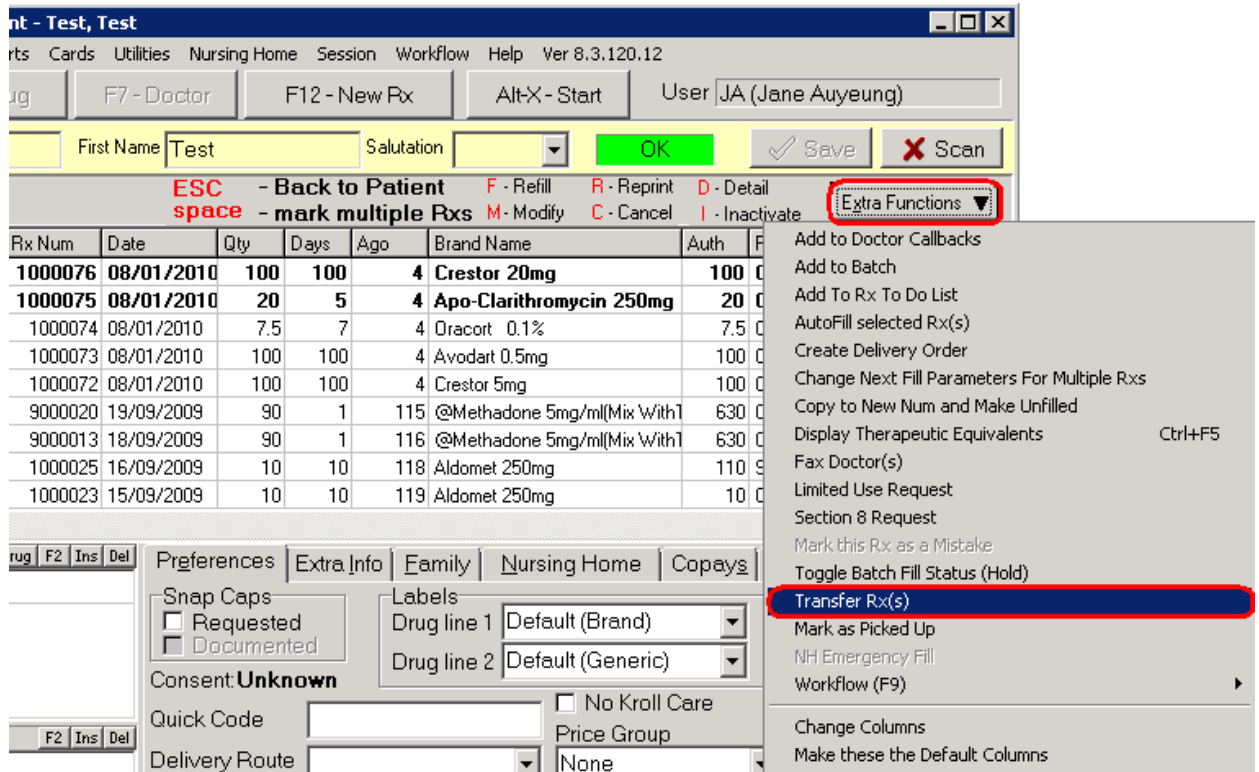 nt - Test, Test
rts Cards Utilities Nursing Home Session Workflow Help Ver 8.3.120.12
ug F7 - Doctor F12 - New Rx Alt-X - Start User JA (Jane Auyeung)
First Name Test Salutation OK Save Scan
ESC - Back to Patient F - Refill R - Reprint D - Detail
space - mark multiple Rxs M - Modify C - Cancel I - Inactivate
Extra Functions
Rx Num Date Qty Days Ago Brand Name Auth F
1000076 08/01/2010 100 100 4 Crestor 20mg 100 0
1000075 08/01/2010 20 5 4 Apo-Clarithromycin 250mg 20 0
1000074 08/01/2010 7.5 7 4 Oracort 0.1% 7.5 0
1000073 08/01/2010 100 100 4 Avodart 0.5mg 100 0
1000072 08/01/2010 100 100 4 Crestor 5mg 100 0
9000020 19/09/2009 90 1 115 @Methadone 5mg/ml(Mix WithT 630 0
9000013 18/09/2009 90 1 116 @Methadone 5mg/ml(Mix WithT 630 0
1000025 16/09/2009 10 10 118 Aldomet 250mg 110 9
1000023 15/09/2009 10 10 119 Aldomet 250mg 10 0
Add to Doctor Callbacks
Add to Batch
Add To Rx To Do List
AutoFill selected Rx(s)
Create Delivery Order
Change Next Fill Parameters For Multiple Rxs
Copy to New Num and Make Unfilled
Display Therapeutic Equivalents Ctrl+F5
Fax Doctor(s)
Limited Use Request
Section 8 Request
Mark this Rx as a Mistake
Toggle Batch Fill Status (Hold)
Transfer Rx(s)
Mark as Picked Up
NH Emergency Fill
Workflow (F9)
Change Columns
Make these the Default Columns
rug F2 Ins Del
Preferences Extra Info Family Nursing Home Copays
Snap Caps
Requested
Documented
Labels
Drug line 1 Default (Brand)
Drug line 2 Default (Generic)
Consent: Unknown
No Kroll Care
Quick Code
Price Group
F2 Ins Del
Delivery Route
None